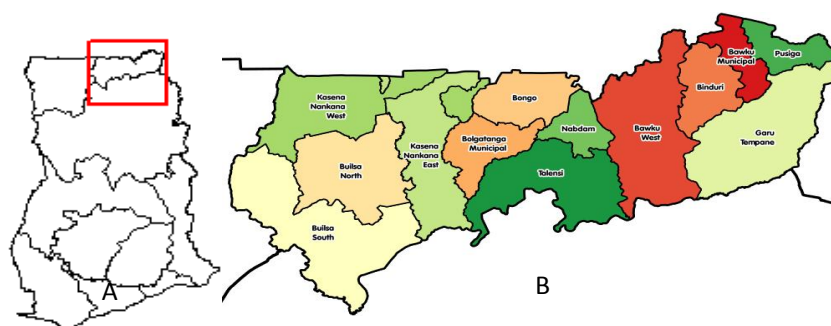 Kasena
Nankana
West
Builsa
North
Builsa
South
Kasena
Nankana
East
Bolgatanga
Municipal
Bongo
Nabdam
Talensi
Bawku
West
Binduri
Bawku
Municipal
Pusiga
Garu
Tempane
A
B